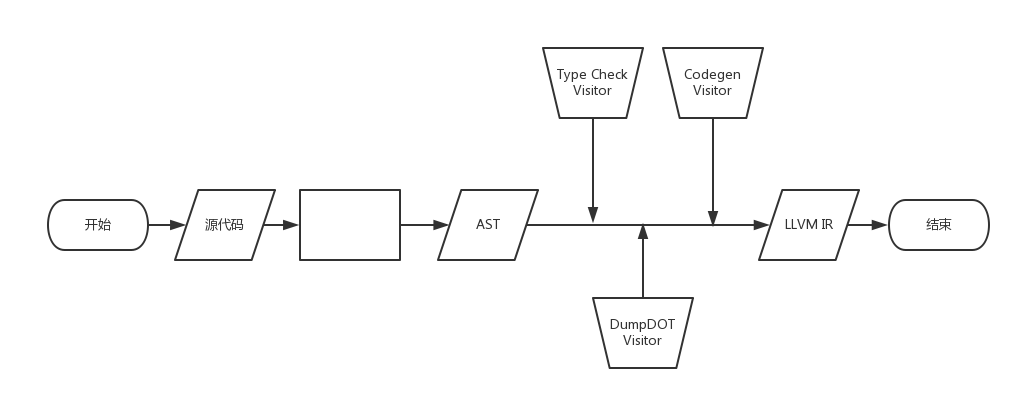 Type Check
Visitor
Codegen
Visitor
开始
源代码
AST
LLVM IR
结束
DumpDOT
Visitor